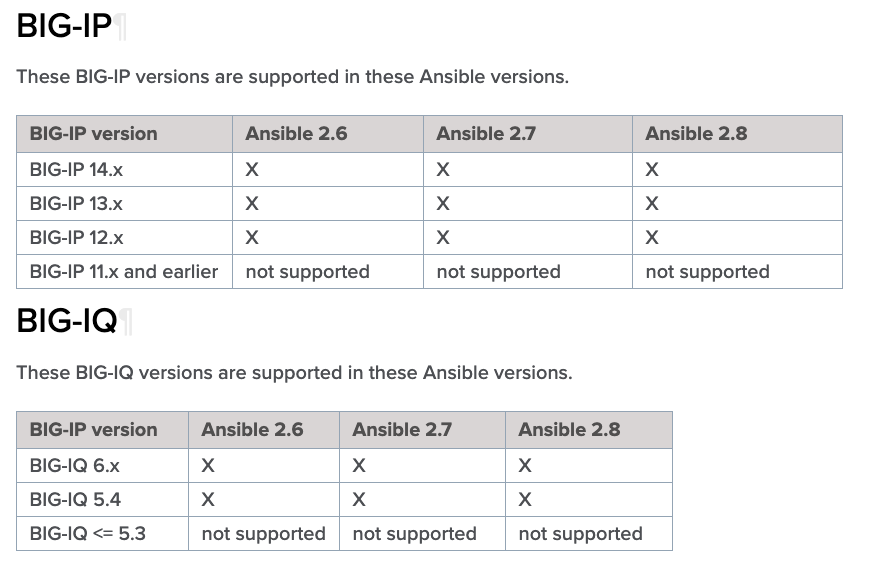 BIG-IP¶
These BIG-IP versions are supported in these Ansible versions.
BIG-IP version Ansible 2.6 Ansible 2.7 Ansible 2.8
BIG-IP 14.x X X X
BIG-IP 13.x X X X
BIG-IP 12.x X X X
BIG-IP 11.x and earlier not supported not supported not supported
BIG-IQ¶
These BIG-IQ versions are supported in these Ansible versions.
BIG-IP version Ansible 2.6 Ansible 2.7 Ansible 2.8
BIG-IQ 6.x X X X
BIG-IQ 5.4 X X X
BIG-IQ <= 5.3 not supported not supported not supported